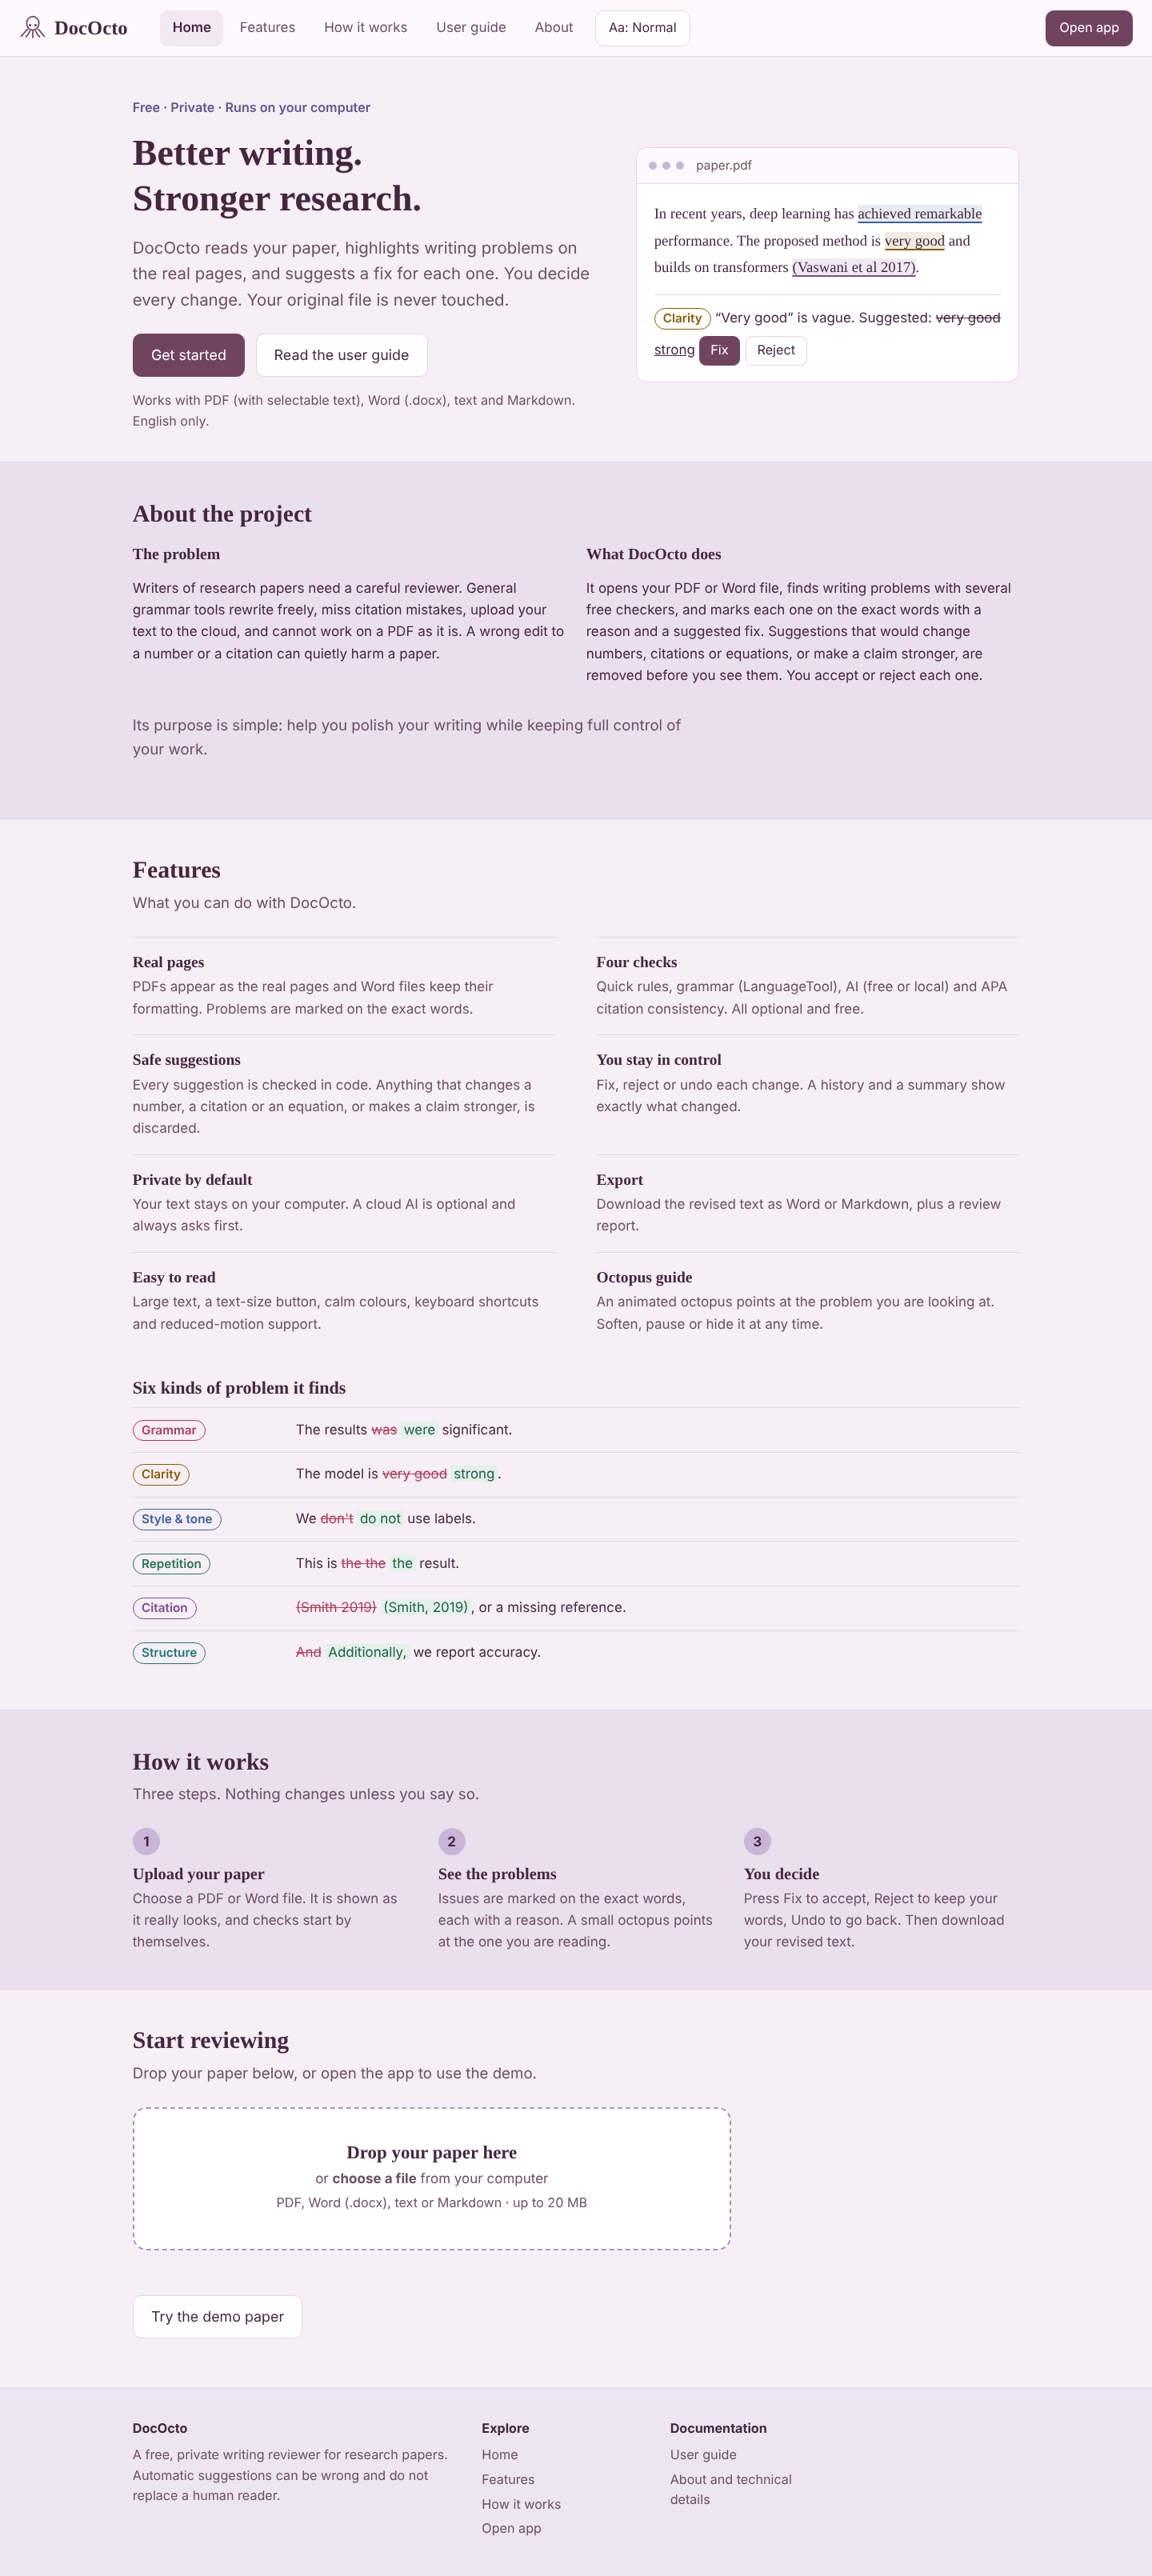 DocOcto
Home
Features
How it works
User guide
About
Aa: Normal
Open app
Free · Private · Runs on your computer
Better writing.
Stronger research.
DocOcto reads your paper, highlights writing problems on
the real pages, and suggests a fix for each one. You decide
every change. Your original file is never touched.
Get started
Read the user guide
Works with PDF (with selectable text), Word (.docx), text and Markdown.
English only.
paper.pdf
In recent years, deep learning has achieved remarkable
performance. The proposed method is very good and
builds on transformers (Vaswani et al 2017).
Clarity “Very good” is vague. Suggested: very good
strong Fix Reject
About the project
The problem
Writers of research papers need a careful reviewer. General
grammar tools rewrite freely, miss citation mistakes, upload your
text to the cloud, and cannot work on a PDF as it is. A wrong edit to
a number or a citation can quietly harm a paper.
What DocOcto does
It opens your PDF or Word file, finds writing problems with several
free checkers, and marks each one on the exact words with a
reason and a suggested fix. Suggestions that would change
numbers, citations or equations, or make a claim stronger, are
removed before you see them. You accept or reject each one.
Its purpose is simple: help you polish your writing while keeping full control of
your work.
Features
What you can do with DocOcto.
Real pages
PDFs appear as the real pages and Word files keep their
formatting. Problems are marked on the exact words.
Four checks
Quick rules, grammar (LanguageTool), AI (free or local) and APA
citation consistency. All optional and free.
Safe suggestions
Every suggestion is checked in code. Anything that changes a
number, a citation or an equation, or makes a claim stronger, is
discarded.
You stay in control
Fix, reject or undo each change. A history and a summary show
exactly what changed.
Private by default
Your text stays on your computer. A cloud AI is optional and
always asks first.
Export
Download the revised text as Word or Markdown, plus a review
report.
Easy to read
Large text, a text-size button, calm colours, keyboard shortcuts
and reduced-motion support.
Octopus guide
An animated octopus points at the problem you are looking at.
Soften, pause or hide it at any time.
Six kinds of problem it finds
Grammar The results was were significant.
Clarity The model is very good strong.
Style & tone We don't do not use labels.
Repetition This is the the the result.
Citation (Smith 2019) (Smith, 2019), or a missing reference.
Structure And Additionally, we report accuracy.
How it works
Three steps. Nothing changes unless you say so.
1
Upload your paper
Choose a PDF or Word file. It is shown as
it really looks, and checks start by
themselves.
2
See the problems
Issues are marked on the exact words,
each with a reason. A small octopus points
at the one you are reading.
3
You decide
Press Fix to accept, Reject to keep your
words, Undo to go back. Then download
your revised text.
Start reviewing
Drop your paper below, or open the app to use the demo.
Drop your paper here
or choose a file from your computer
PDF, Word (.docx), text or Markdown · up to 20 MB
Try the demo paper
DocOcto
A free, private writing reviewer for research papers.
Automatic suggestions can be wrong and do not
replace a human reader.
Explore
Home
Features
How it works
Open app
Documentation
User guide
About and technical
details